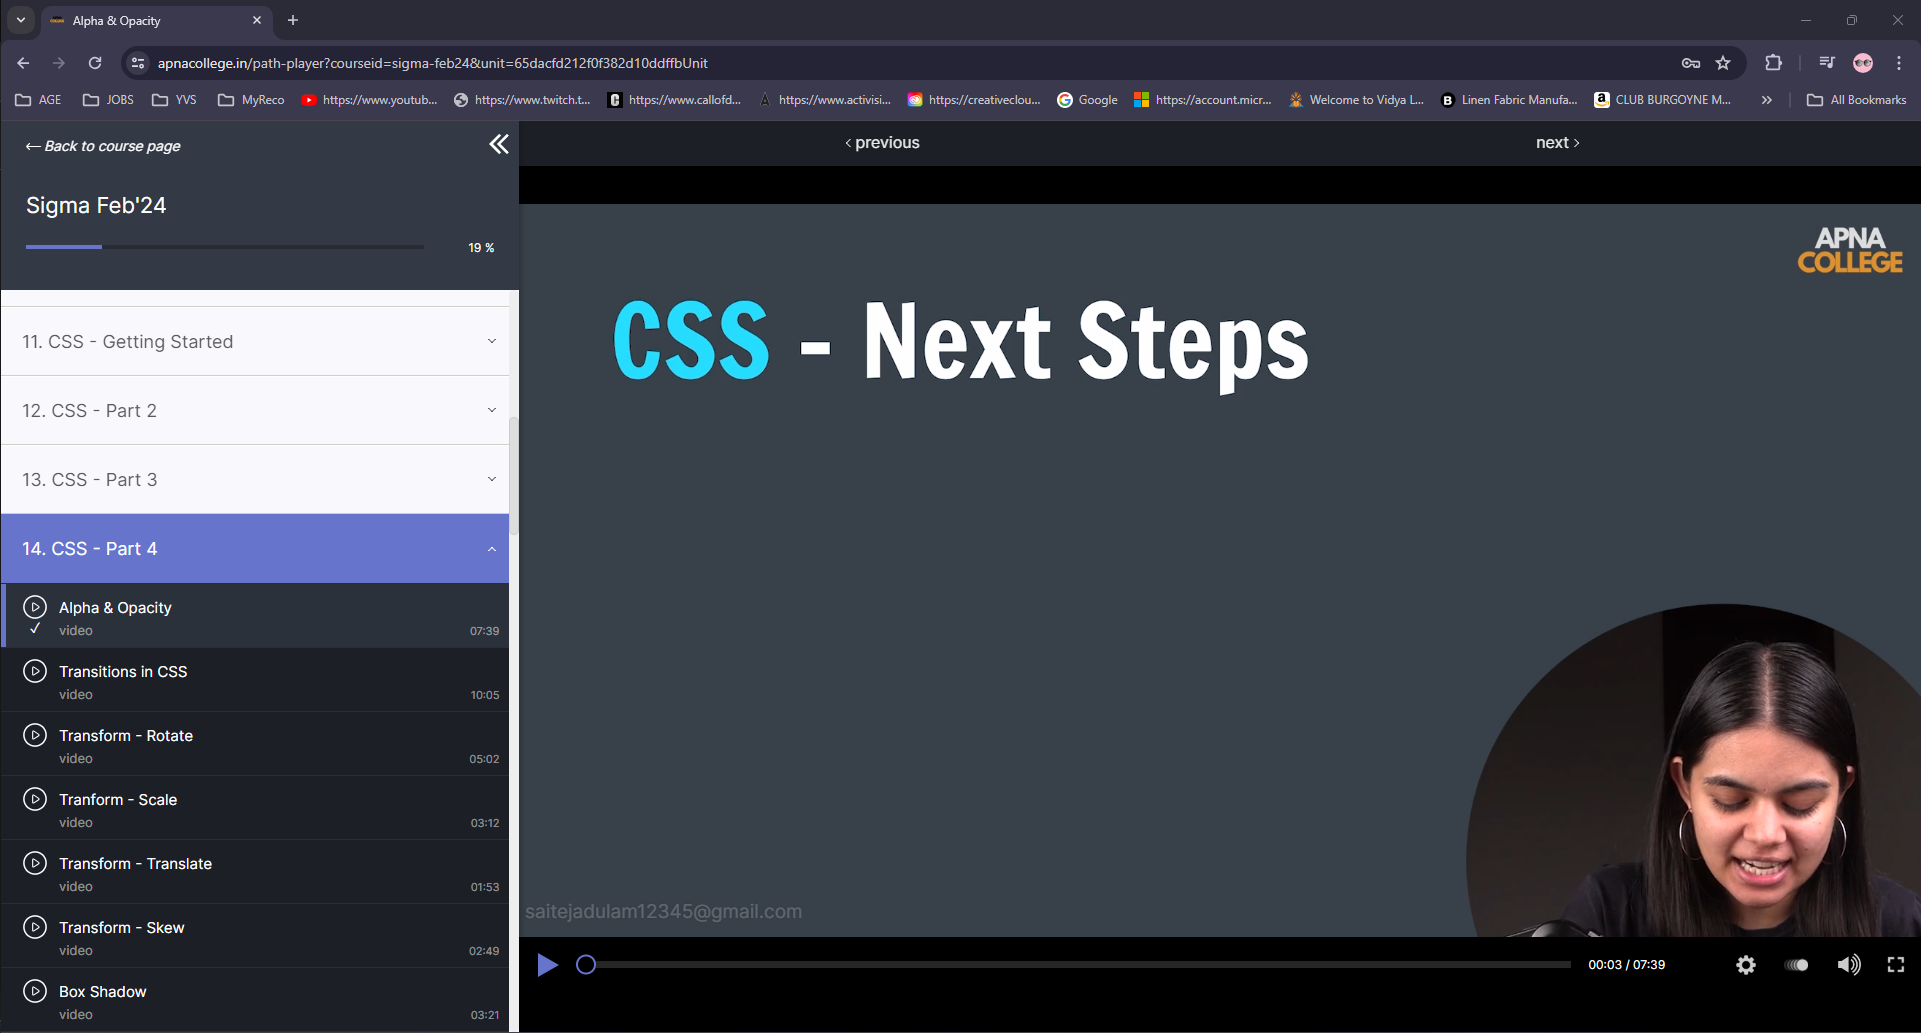 Alpha & Opacity
apnacollege.in/path-player?courseid=sigma-feb24&unit=65dacfd212f0f382d10ddffbUnit
AGE JOBS YVS MyReco https://www.youtub... https://www.twitch.t... https://www.callofd... https://www.activisi... https://creativeclou... Google https://account.micr... Welcome to Vidya L... Linen Fabric Manufa... CLUB BURGOYNE M... All Bookmarks
Back to course page
Sigma Feb'24
19 %
11. CSS - Getting Started
12. CSS - Part 2
13. CSS - Part 3
14. CSS - Part 4
Alpha & Opacity
video 07:39
Transitions in CSS
video 10:05
Transform - Rotate
video 05:02
Tranform - Scale
video 03:12
Transform - Translate
video 01:53
Transform - Skew
video 02:49
Box Shadow
video 03:21
previous next
APNA
COLLEGE
CSS - Next Steps
saitejadulam12345@gmail.com
00:03 / 07:39